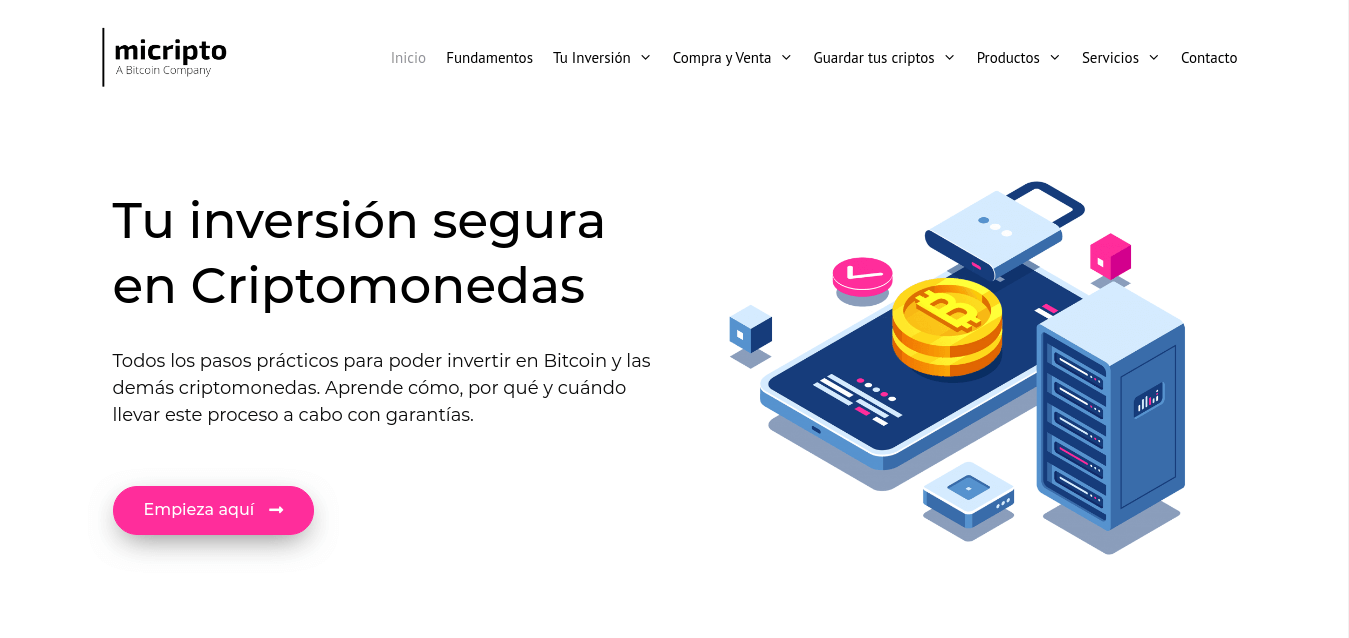 micripto
A Bitcoin Company
Inicio Fundamentos Tu Inversión Compra y Venta Guardar tus criptos Productos Servicios Contacto
Tu inversión segura
en Criptomonedas
Todos los pasos prácticos para poder invertir en Bitcoin y las
demás criptomonedas. Aprende cómo, por qué y cuándo
llevar este proceso a cabo con garantías.
Empieza aquí